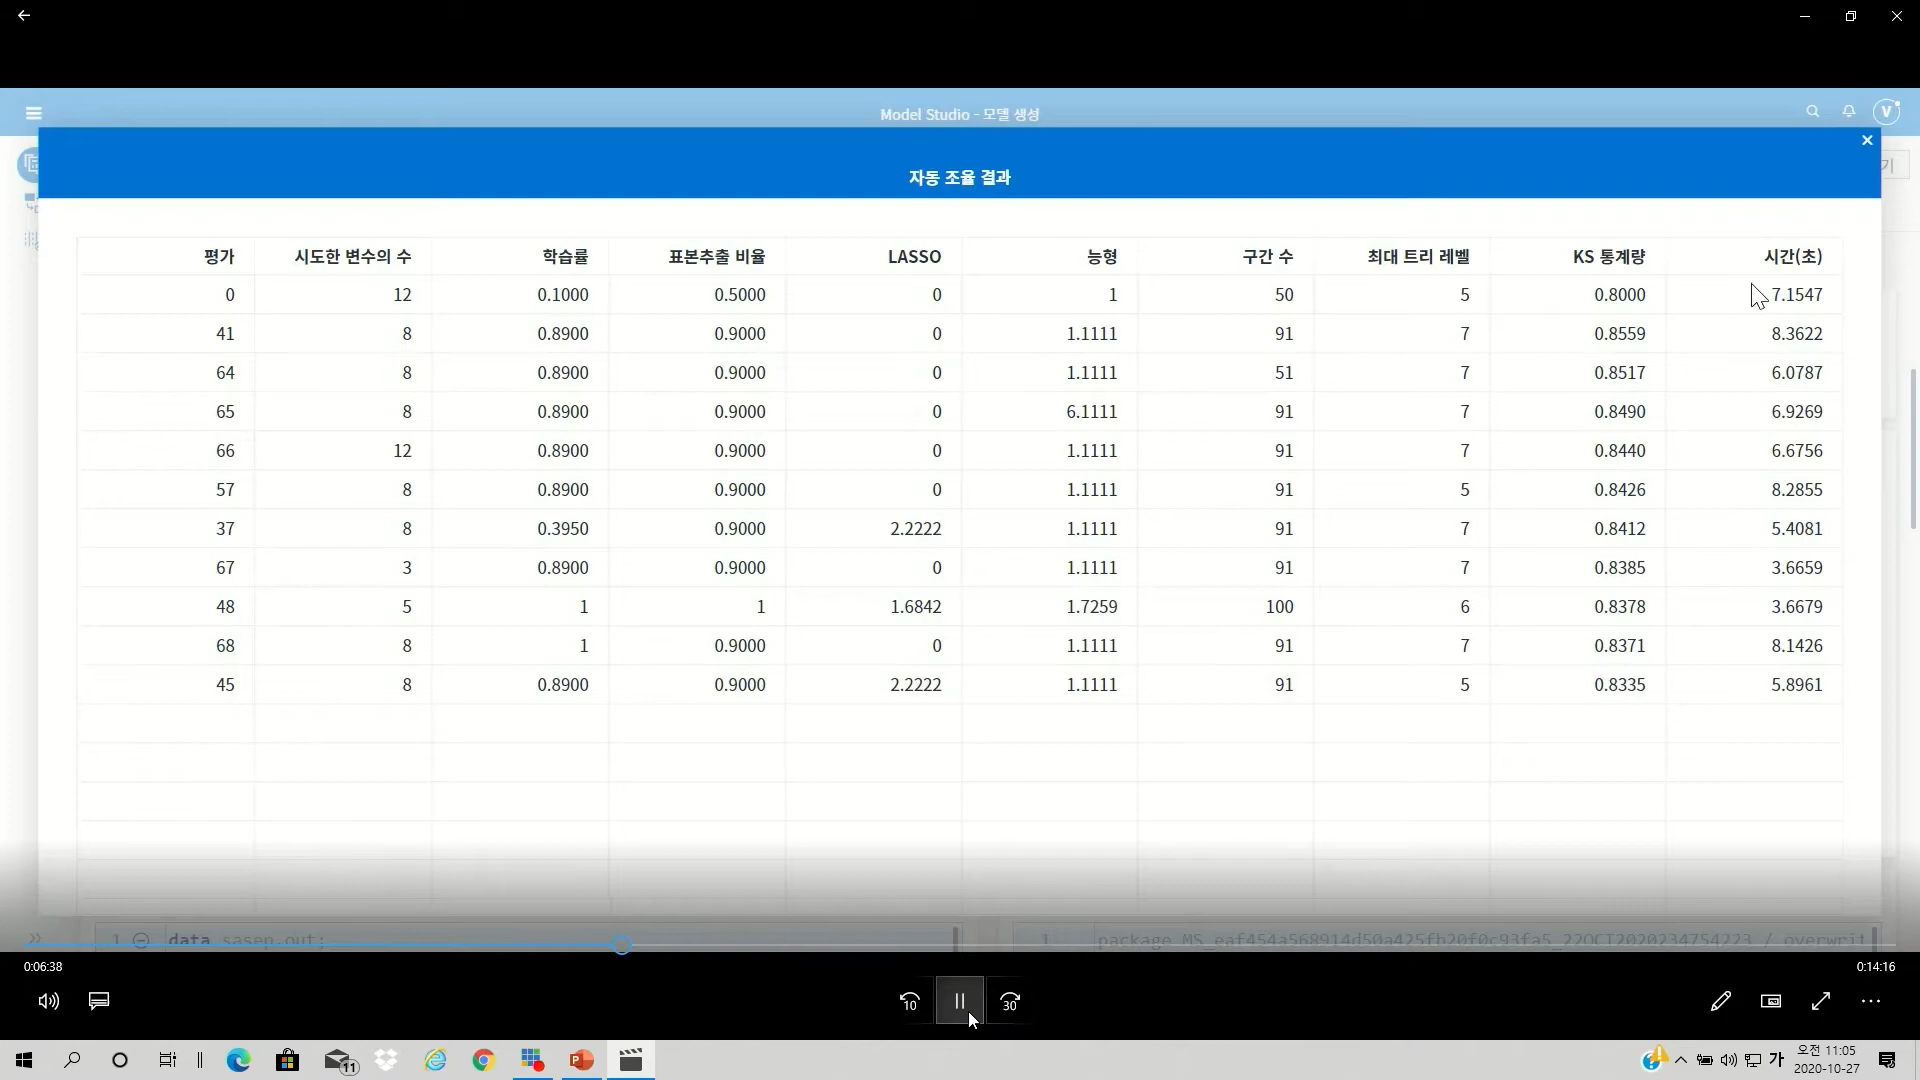 Model Studio - 모델 생성
V
기
자동 조율 결과
평가 시도한 변수의 수 학습률 표본추출 비율 LASSO 능형 구간 수 최대 트리 레벨 KS 통계량 시간(초)
0 12 0.1000 0.5000 0 1 50 5 0.8000 7.1547
41 8 0.8900 0.9000 0 1.1111 91 7 0.8559 8.3622
64 8 0.8900 0.9000 0 1.1111 51 7 0.8517 6.0787
65 8 0.8900 0.9000 0 6.1111 91 7 0.8490 6.9269
66 12 0.8900 0.9000 0 1.1111 91 7 0.8440 6.6756
57 8 0.8900 0.9000 0 1.1111 91 5 0.8426 8.2855
37 8 0.3950 0.9000 2.2222 1.1111 91 7 0.8412 5.4081
67 3 0.8900 0.9000 0 1.1111 91 7 0.8385 3.6659
48 5 1 1 1.6842 1.7259 100 6 0.8378 3.6679
68 8 1 0.9000 0 1.1111 91 7 0.8371 8.1426
45 8 0.8900 0.9000 2.2222 1.1111 91 5 0.8335 5.8961
1 data sasep.out; 1 package MS_eaf454a568914d50a425fb20f0c93fa5_22OCT2020234754223 / overwrit
0:06:38 0:14:16
10 30
11 가 오전 11:05
2020-10-27